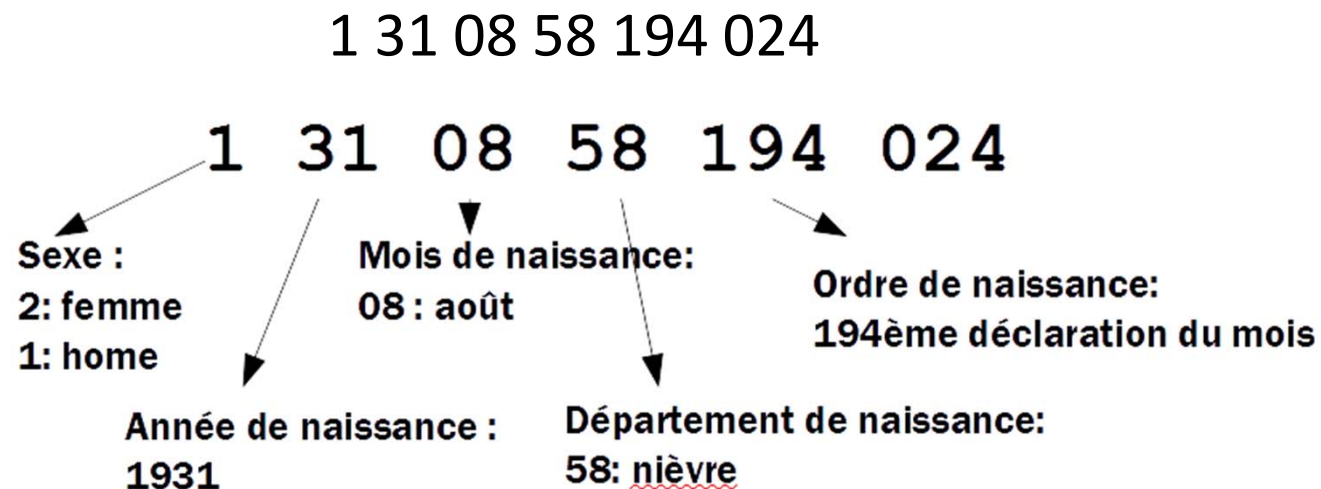 1 31 08 58 194 024
1 31 08 58 194 024
Sexe :
2: femme
1: home
Mois de naissance:
08 : août
Ordre de naissance:
194ème déclaration du mois
Année de naissance :
1931
Département de naissance:
58: nièvre